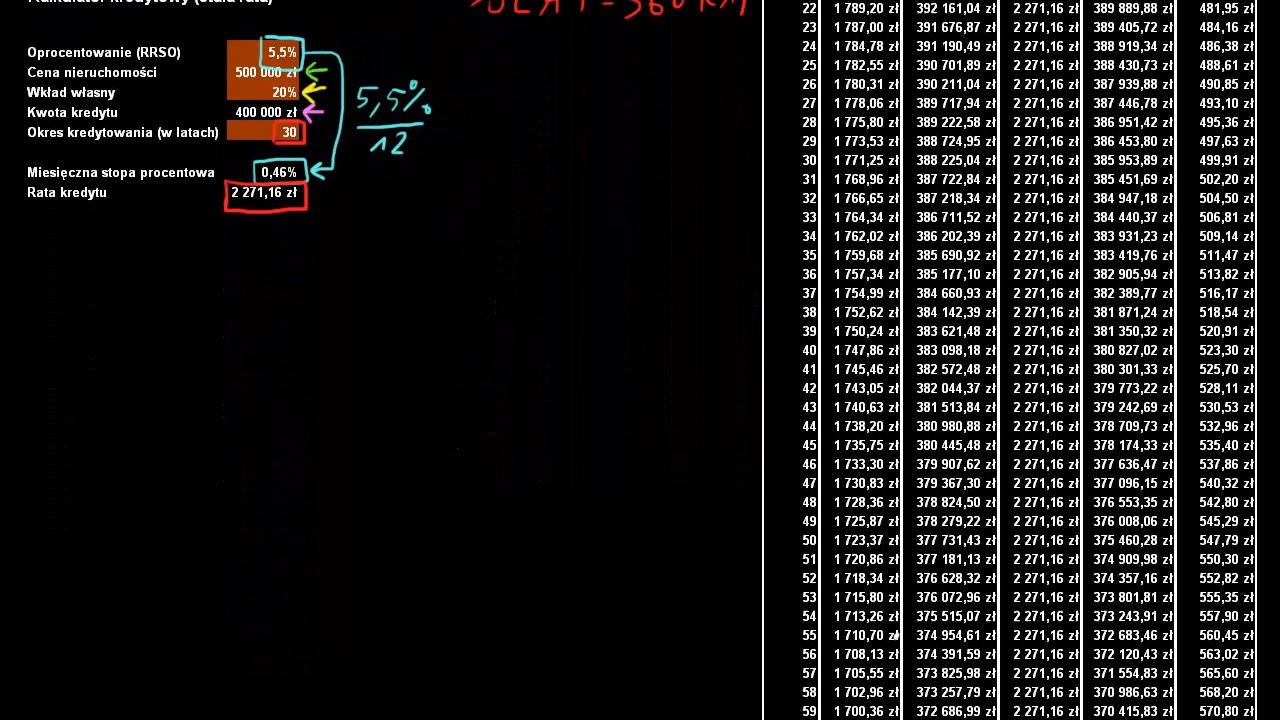 Kalkulator kredytowy (stała rata)
30 LAT = 360 RM
Oprocentowanie (RRSO) 5,5%
Cena nieruchomości 500 000 zł
Wkład własny 20%
Kwota kredytu 400 000 zł
Okres kredytowania (w latach) 30
5,5%
12
Miesięczna stopa procentowa 0,46%
Rata kredytu 2 271,16 zł
22 1 789,20 zł 392 161,04 zł 2 271,16 zł 389 889,88 zł 481,95 zł
23 1 787,00 zł 391 676,87 zł 2 271,16 zł 389 405,72 zł 484,16 zł
24 1 784,78 zł 391 190,49 zł 2 271,16 zł 388 919,34 zł 486,38 zł
25 1 782,55 zł 390 701,89 zł 2 271,16 zł 388 430,73 zł 488,61 zł
26 1 780,31 zł 390 211,04 zł 2 271,16 zł 387 939,88 zł 490,85 zł
27 1 778,06 zł 389 717,94 zł 2 271,16 zł 387 446,78 zł 493,10 zł
28 1 775,80 zł 389 222,58 zł 2 271,16 zł 386 951,42 zł 495,36 zł
29 1 773,53 zł 388 724,95 zł 2 271,16 zł 386 453,80 zł 497,63 zł
30 1 771,25 zł 388 225,04 zł 2 271,16 zł 385 953,89 zł 499,91 zł
31 1 768,96 zł 387 722,84 zł 2 271,16 zł 385 451,69 zł 502,20 zł
32 1 766,65 zł 387 218,34 zł 2 271,16 zł 384 947,18 zł 504,50 zł
33 1 764,34 zł 386 711,52 zł 2 271,16 zł 384 440,37 zł 506,81 zł
34 1 762,02 zł 386 202,39 zł 2 271,16 zł 383 931,23 zł 509,14 zł
35 1 759,68 zł 385 690,92 zł 2 271,16 zł 383 419,76 zł 511,47 zł
36 1 757,34 zł 385 177,10 zł 2 271,16 zł 382 905,94 zł 513,82 zł
37 1 754,99 zł 384 660,93 zł 2 271,16 zł 382 389,77 zł 516,17 zł
38 1 752,62 zł 384 142,39 zł 2 271,16 zł 381 871,24 zł 518,54 zł
39 1 750,24 zł 383 621,48 zł 2 271,16 zł 381 350,32 zł 520,91 zł
40 1 747,86 zł 383 098,18 zł 2 271,16 zł 380 827,02 zł 523,30 zł
41 1 745,46 zł 382 572,48 zł 2 271,16 zł 380 301,33 zł 525,70 zł
42 1 743,05 zł 382 044,37 zł 2 271,16 zł 379 773,22 zł 528,11 zł
43 1 740,63 zł 381 513,84 zł 2 271,16 zł 379 242,69 zł 530,53 zł
44 1 738,20 zł 380 980,88 zł 2 271,16 zł 378 709,73 zł 532,96 zł
45 1 735,75 zł 380 445,48 zł 2 271,16 zł 378 174,33 zł 535,40 zł
46 1 733,30 zł 379 907,62 zł 2 271,16 zł 377 636,47 zł 537,86 zł
47 1 730,83 zł 379 367,30 zł 2 271,16 zł 377 096,15 zł 540,32 zł
48 1 728,36 zł 378 824,50 zł 2 271,16 zł 376 553,35 zł 542,80 zł
49 1 725,87 zł 378 279,22 zł 2 271,16 zł 376 008,06 zł 545,29 zł
50 1 723,37 zł 377 731,43 zł 2 271,16 zł 375 460,28 zł 547,79 zł
51 1 720,86 zł 377 181,13 zł 2 271,16 zł 374 909,98 zł 550,30 zł
52 1 718,34 zł 376 628,32 zł 2 271,16 zł 374 357,16 zł 552,82 zł
53 1 715,80 zł 376 072,96 zł 2 271,16 zł 373 801,81 zł 555,35 zł
54 1 713,26 zł 375 515,07 zł 2 271,16 zł 373 243,91 zł 557,90 zł
55 1 710,70 zł 374 954,61 zł 2 271,16 zł 372 683,46 zł 560,45 zł
56 1 708,13 zł 374 391,59 zł 2 271,16 zł 372 120,43 zł 563,02 zł
57 1 705,55 zł 373 825,98 zł 2 271,16 zł 371 554,83 zł 565,60 zł
58 1 702,96 zł 373 257,79 zł 2 271,16 zł 370 986,63 zł 568,20 zł
59 1 700,36 zł 372 686,99 zł 2 271,16 zł 370 415,83 zł 570,80 zł